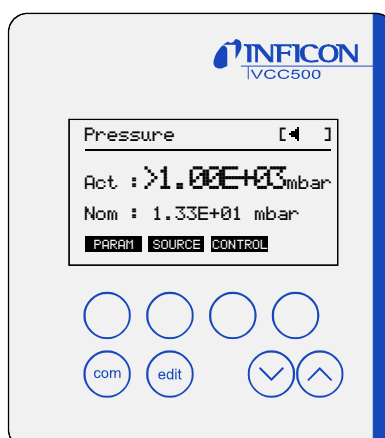 INFICON
VCC500
Pressure [◀ ]
Act :>1.00E+03mbar
Nom : 1.33E+01 mbar
PARAM SOURCE CONTROL
com edit